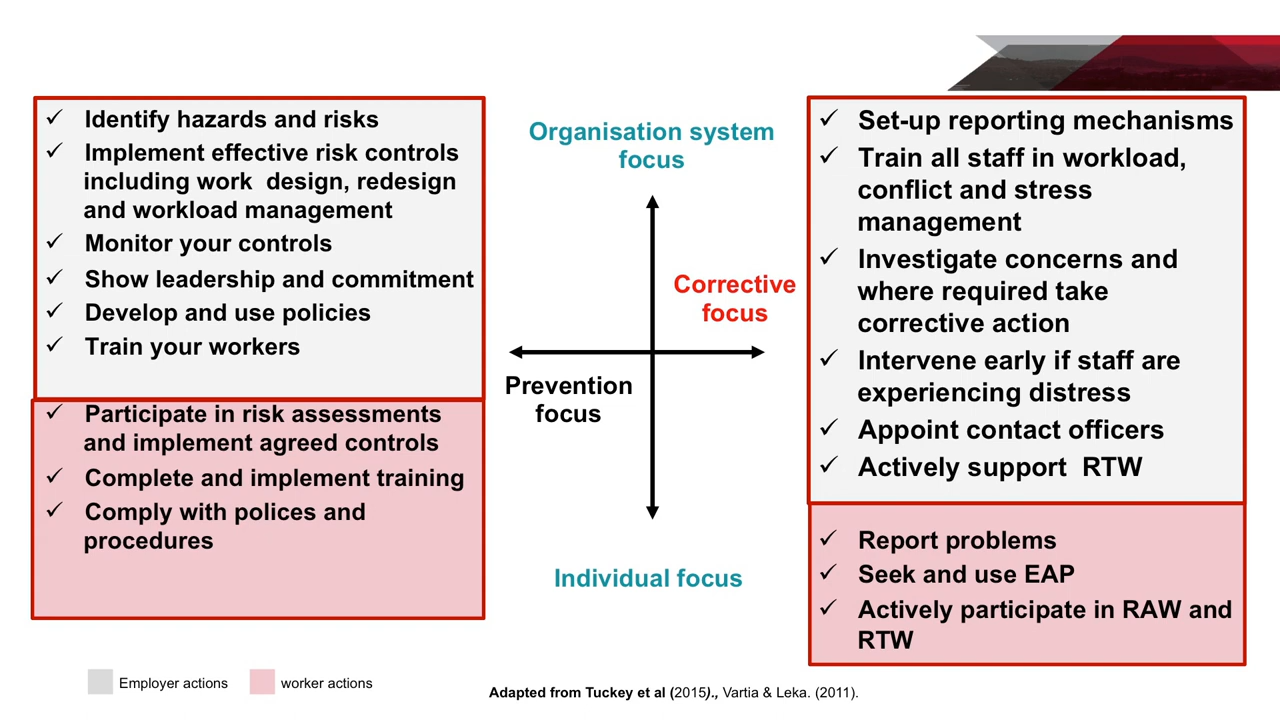 ✓ Identify hazards and risks
✓ Implement effective risk controls
including work design, redesign
and workload management
✓ Monitor your controls
✓ Show leadership and commitment
✓ Develop and use policies
✓ Train your workers
✓ Participate in risk assessments
and implement agreed controls
✓ Complete and implement training
✓ Comply with polices and
procedures
Organisation system
focus
Corrective
focus
Prevention
focus
Individual focus
✓ Set-up reporting mechanisms
✓ Train all staff in workload,
conflict and stress
management
✓ Investigate concerns and
where required take
corrective action
✓ Intervene early if staff are
experiencing distress
✓ Appoint contact officers
✓ Actively support RTW
✓ Report problems
✓ Seek and use EAP
✓ Actively participate in RAW and
RTW
Employer actions
worker actions
Adapted from Tuckey et al (2015)., Vartia & Leka. (2011).